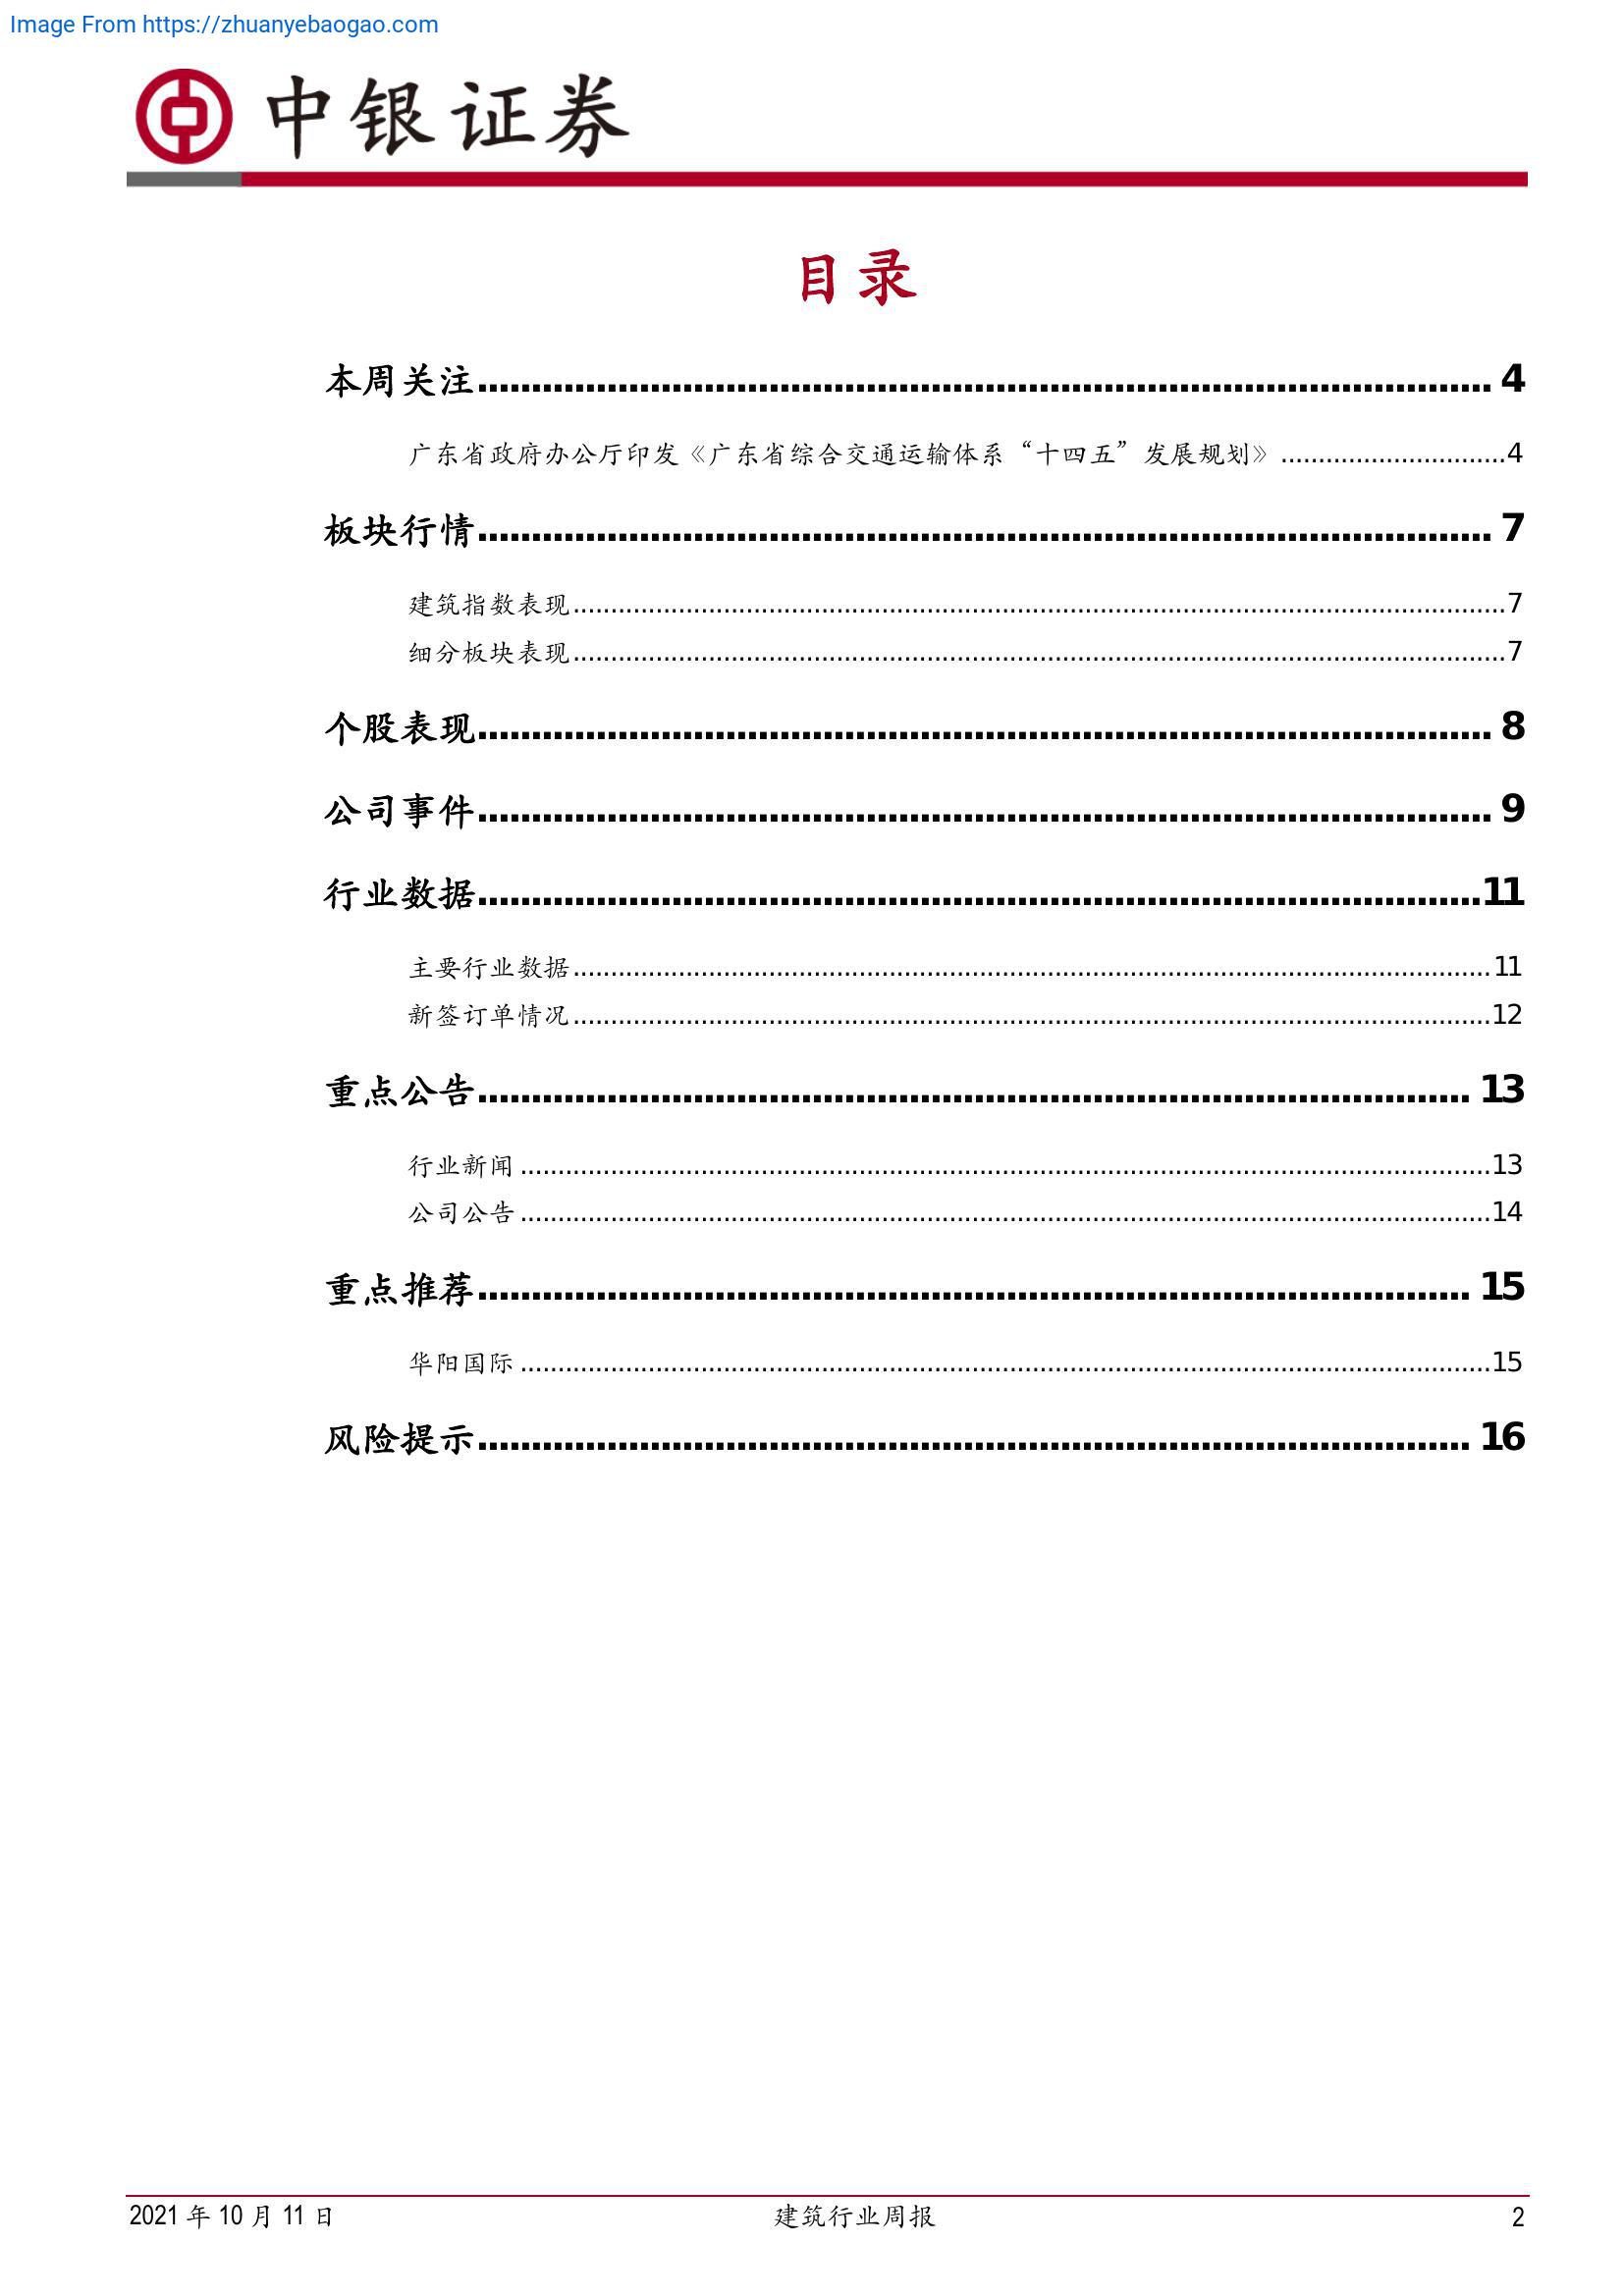 Image From https://zhuanyebaogao.com
中银证券
目录
本周关注.......... 4
广东省政府办公厅印发《广东省综合交通运输体系“十四五”发展规划》..........4
板块行情.......... 7
建筑指数表现..........7
细分板块表现..........7
个股表现.......... 8
公司事件.......... 9
行业数据..........11
主要行业数据..........11
新签订单情况..........12
重点公告.......... 13
行业新闻..........13
公司公告..........14
重点推荐.......... 15
华阳国际..........15
风险提示.......... 16
2021 年 10 月 11 日 建筑行业周报 2